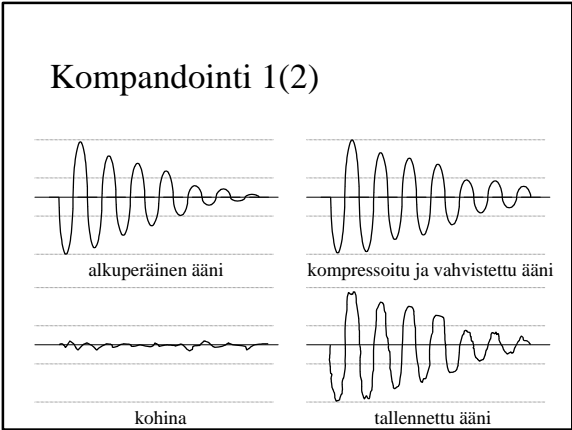 Kompandointi 1(2)
alkuperäinen ääni
kompressoitu ja vahvistettu ääni
kohina
tallennettu ääni